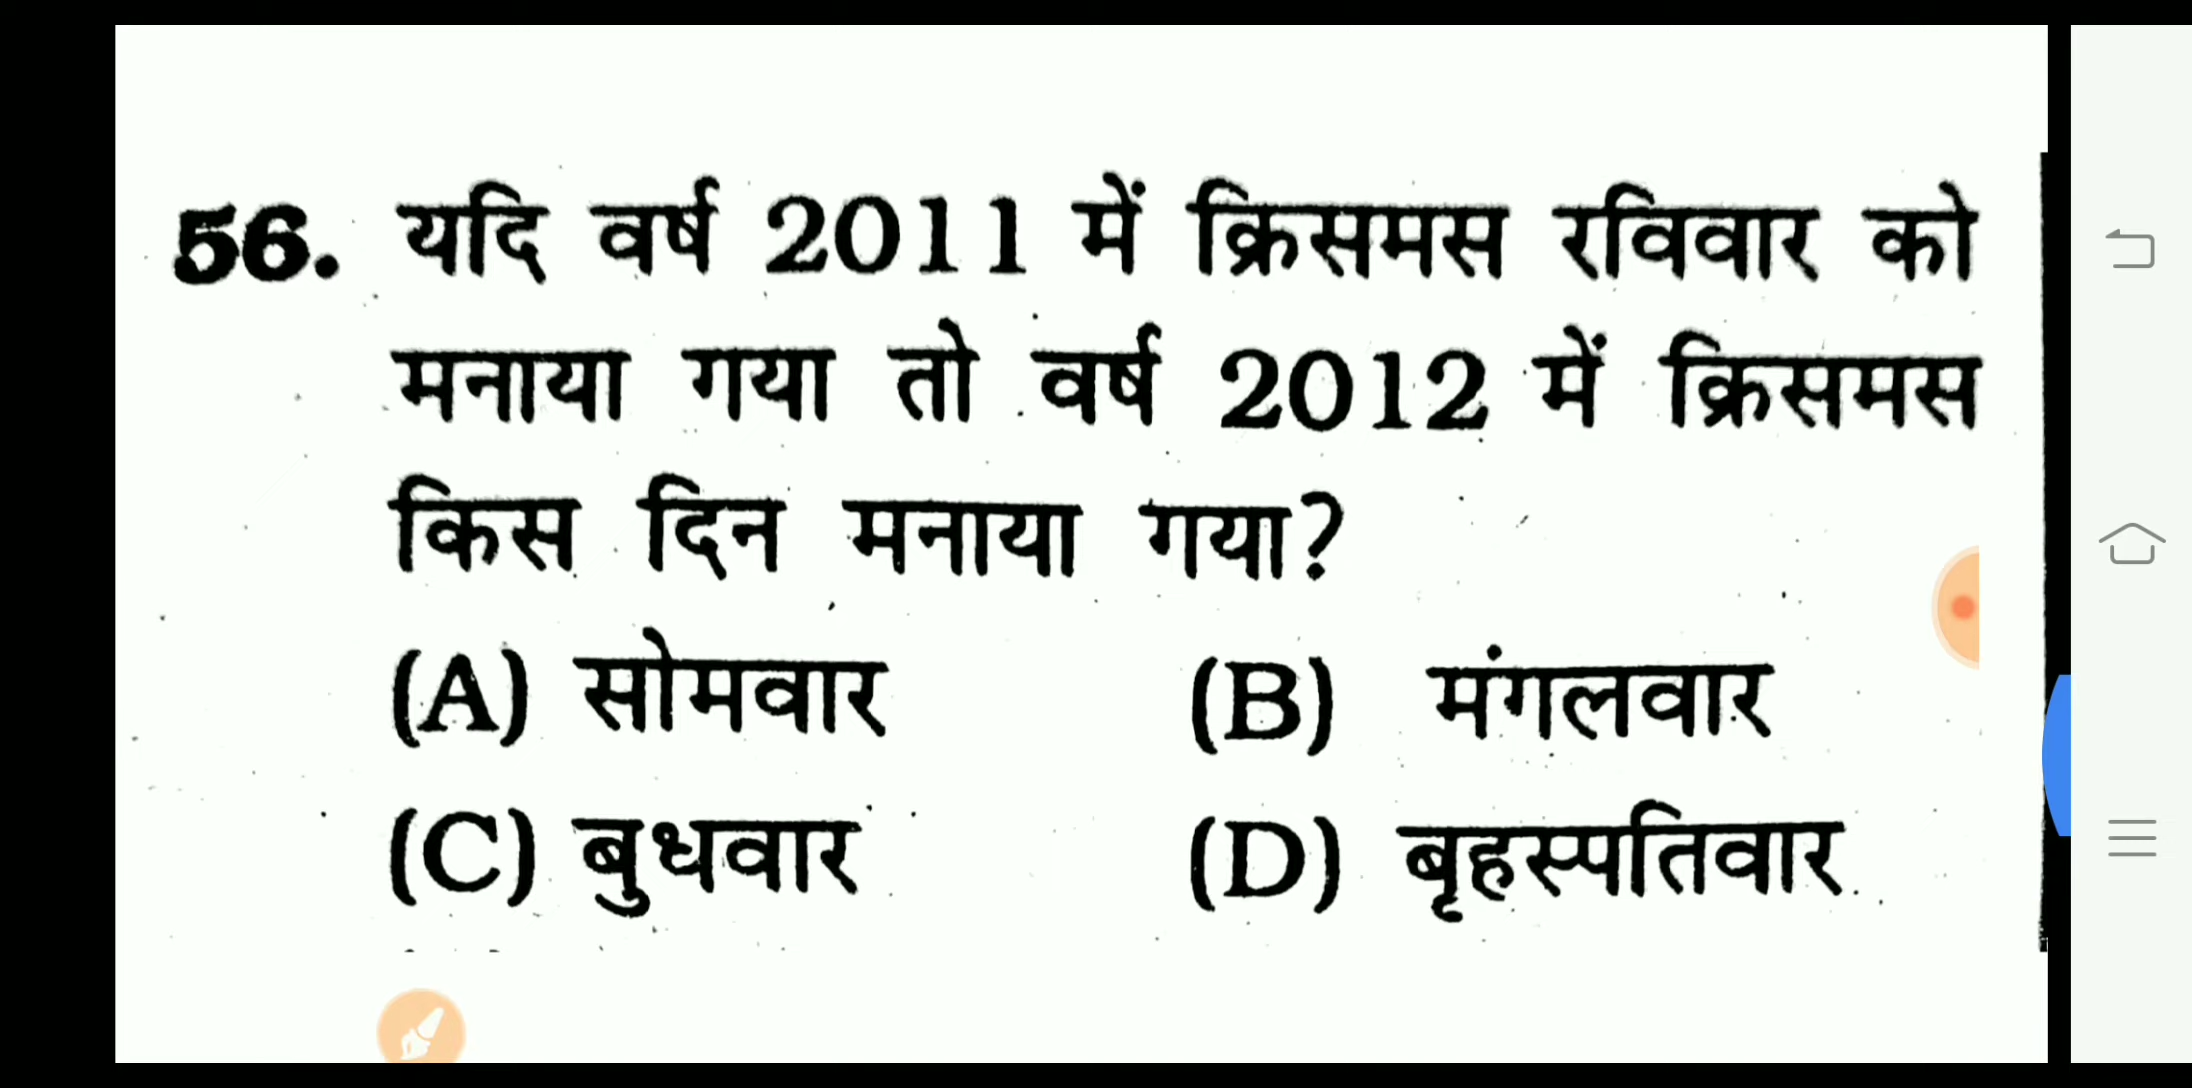 56. यदि वर्ष 2011 में क्रिसमस रविवार को
मनाया गया तो वर्ष 2012 में क्रिसमस
किस दिन मनाया गया?
(A) सोमवार (B) मंगलवार
(C) बुधवार (D) बृहस्पतिवार